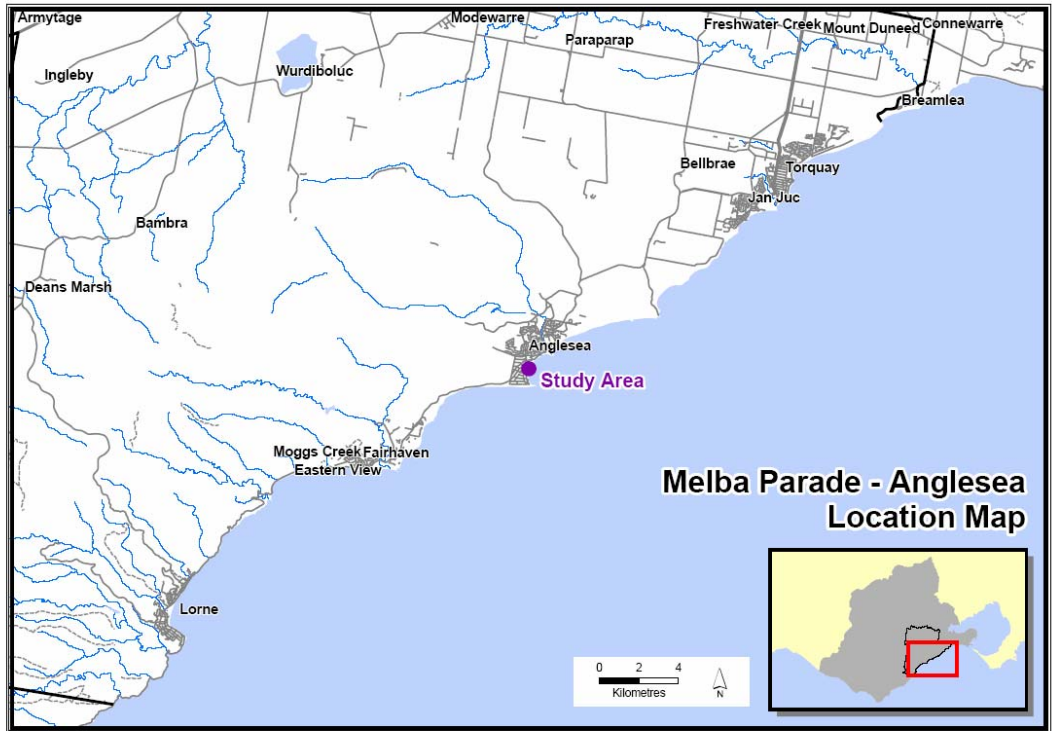 Armytage
Modewarre
Freshwater Creek
Mount Duneed
Connewarre
Paraparap
Ingleby
Wurdiboluc
Breamlea
Bellbrae
Torquay
Jan Juc
Bambra
Deans Marsh
Anglesea
Study Area
Moggs Creek
Fairhaven
Eastern View
Melba Parade - Anglesea
Location Map
Lorne
0 2 4
Kilometres
N